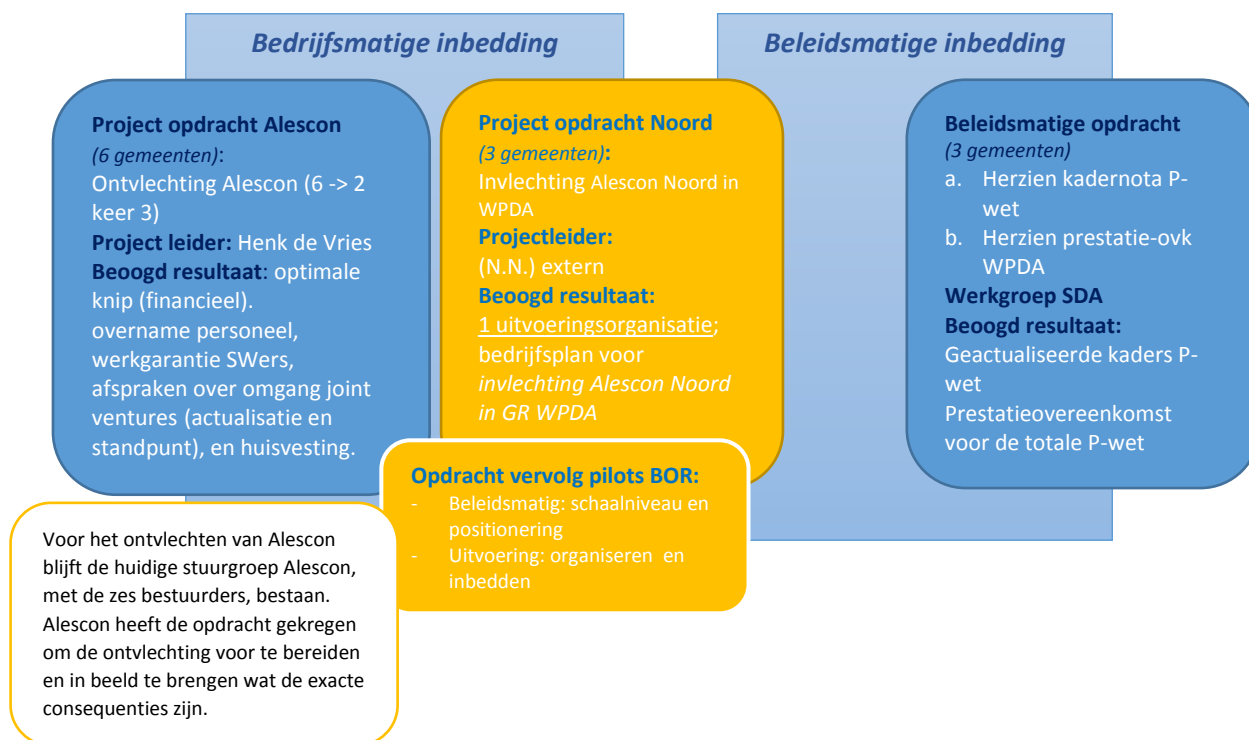 Bedrijfsmatige inbedding
Beleidsmatige inbedding
Project opdracht Alescon
(6 gemeenten):
Ontvlechting Alescon (6 -> 2
keer 3)
Project leider: Henk de Vries
Beoogd resultaat: optimale
knip (financieel).
overname personeel,
werkgarantie SWers,
afspraken over omgang joint
ventures (actualisatie en
standpunt), en huisvesting.
Project opdracht Noord
(3 gemeenten):
Invlechting Alescon Noord in
WPDA
Projectleider:
(N.N.) extern
Beoogd resultaat:
1 uitvoeringsorganisatie;
bedrijfsplan voor
invlechting Alescon Noord
in GR WPDA
Beleidsmatige opdracht
(3 gemeenten)
a. Herzien kadernota P-
wet
b. Herzien prestatie-ovk
WPDA
Werkgroep SDA
Beoogd resultaat:
Geactualiseerde kaders P-
wet
Prestatieovereenkomst
voor de totale P-wet
Opdracht vervolg pilots BOR:
- Beleidsmatig: schaalniveau en
positionering
- Uitvoering: organiseren en
inbedden
Voor het ontvlechten van Alescon
blijft de huidige stuurgroep Alescon,
met de zes bestuurders, bestaan.
Alescon heeft de opdracht gekregen
om de ontvlechting voor te bereiden
en in beeld te brengen wat de exacte
consequenties zijn.